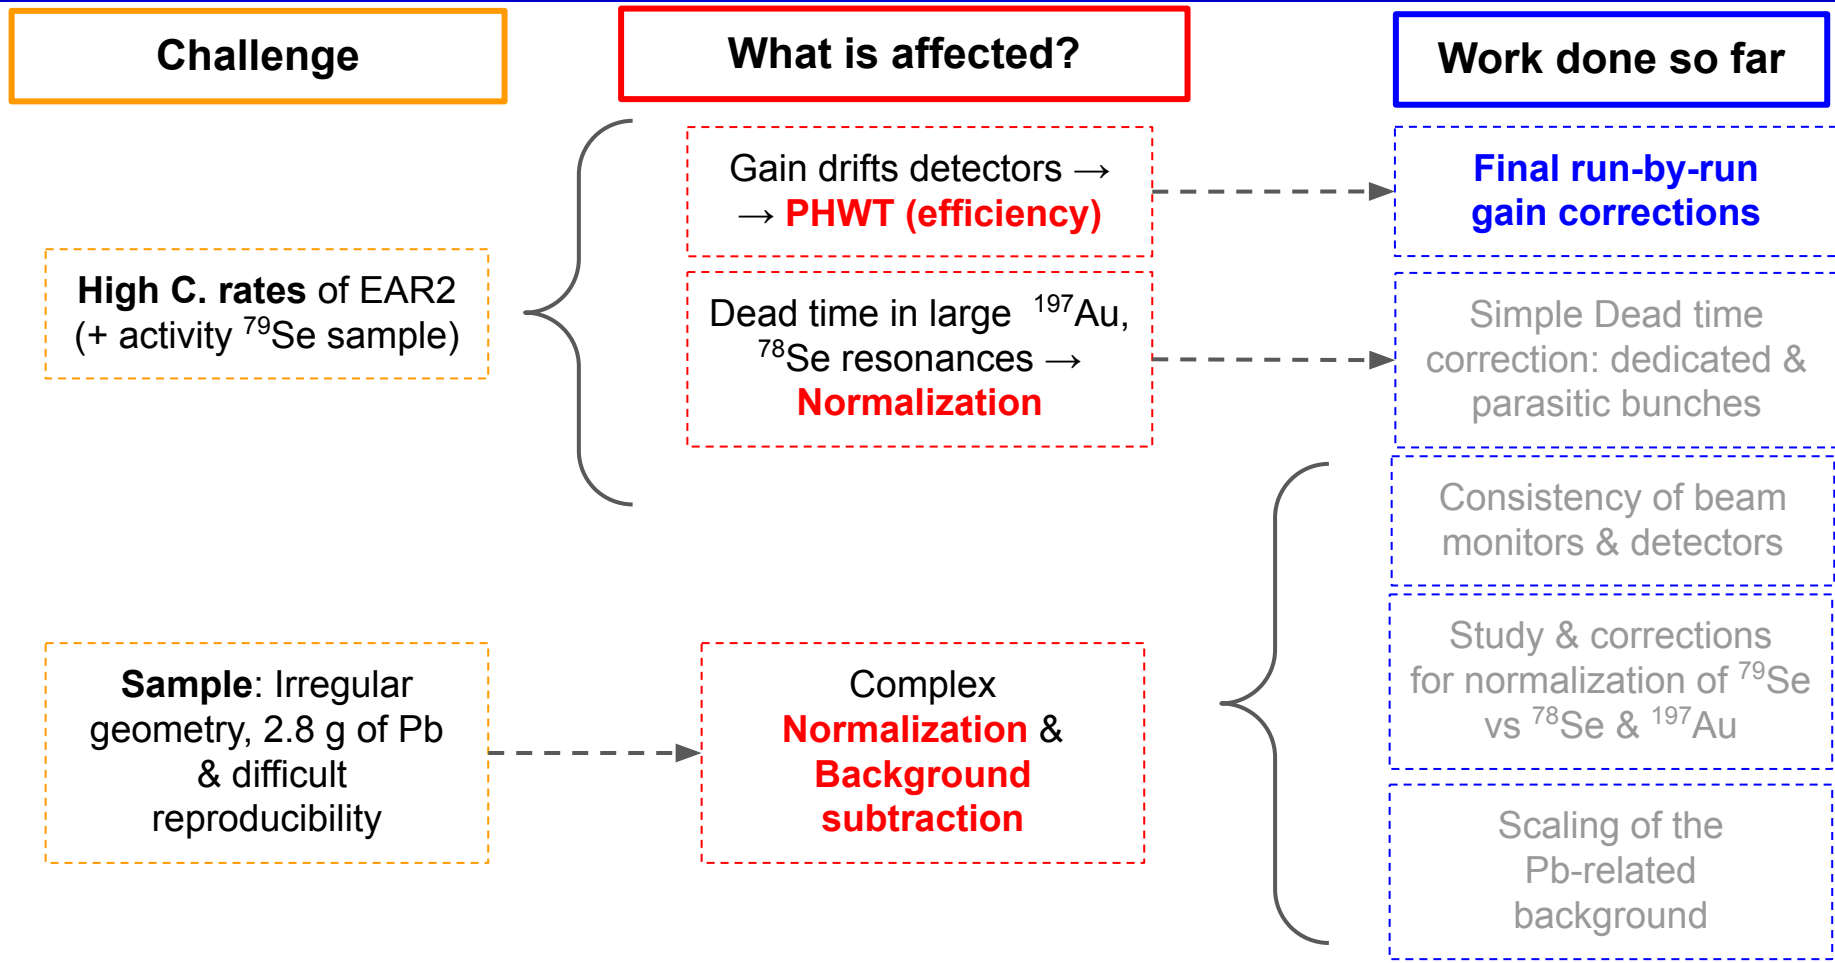 Challenge
What is affected?
Work done so far
High C. rates of EAR2
(+ activity ⁷⁹Se sample)
Gain drifts detectors →
→ PHWT (efficiency)
Final run-by-run
gain corrections
Dead time in large ¹⁹⁷Au,
⁷⁸Se resonances →
Normalization
Simple Dead time
correction: dedicated &
parasitic bunches
Sample: Irregular
geometry, 2.8 g of Pb
& difficult
reproducibility
Complex
Normalization &
Background
subtraction
Consistency of beam
monitors & detectors
Study & corrections
for normalization of ⁷⁹Se
vs ⁷⁸Se & ¹⁹⁷Au
Scaling of the
Pb-related
background